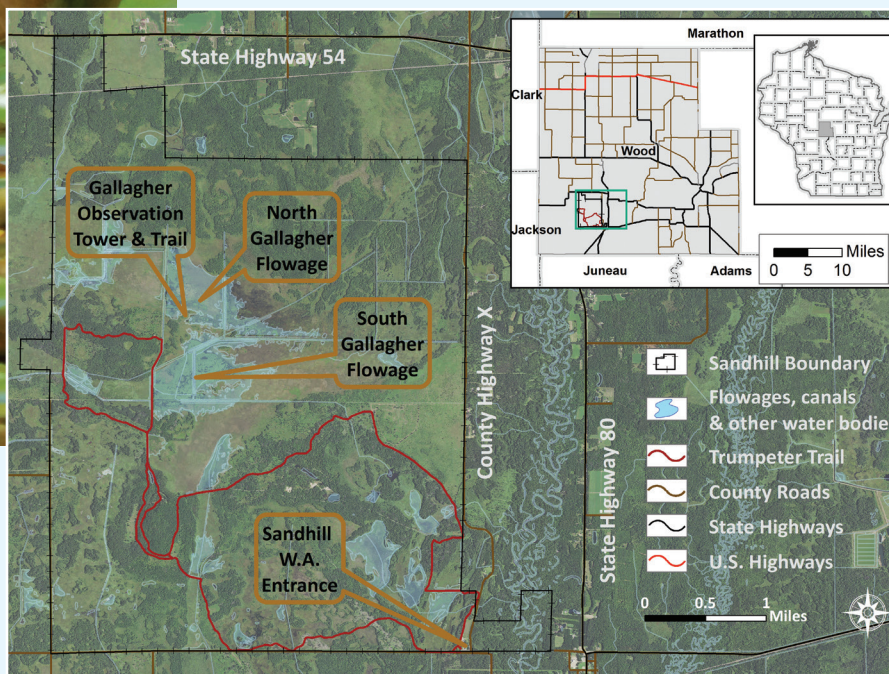 State Highway 54
Gallagher
Observation
Tower & Trail
North
Gallagher
Flowage
South
Gallagher
Flowage
Sandhill
W.A.
Entrance
County Highway X
State Highway 80
Marathon
Clark
Wood
Jackson
Juneau
Adams
Miles
0 5 10
Sandhill Boundary
Flowages, canals
& other water bodie
Trumpeter Trail
County Roads
State Highways
U.S. Highways
0 0.5 1
Miles